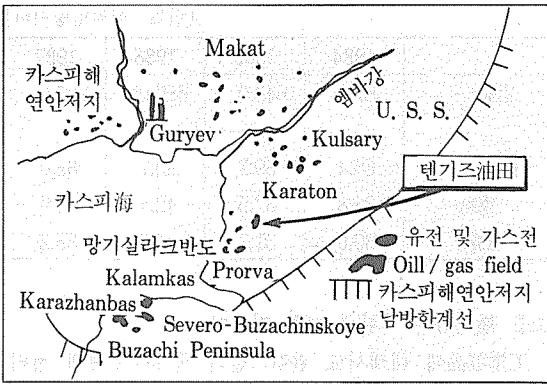 Makat
카스피해
연안저지
엠바강
U. S. S.
Guryev
Kulsary
텐기즈油田
Karaton
카스피海
유전 및 가스전
망기실라크반도
Oill / gas field
Prorva
Kalamkas
카스피해연안저지
남방한계선
Karazhanbas
Severo-Buzachinskoye
Buzachi Peninsula